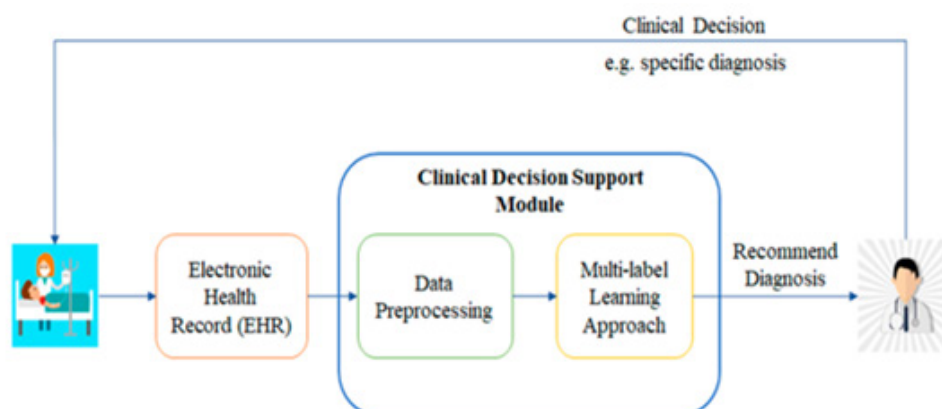 Clinical Decision
e.g. specific diagnosis
Clinical Decision Support
Module
Electronic
Health
Record (EHR)
Data
Preprocessing
Multi-label
Learning
Approach
Recommend
Diagnosis